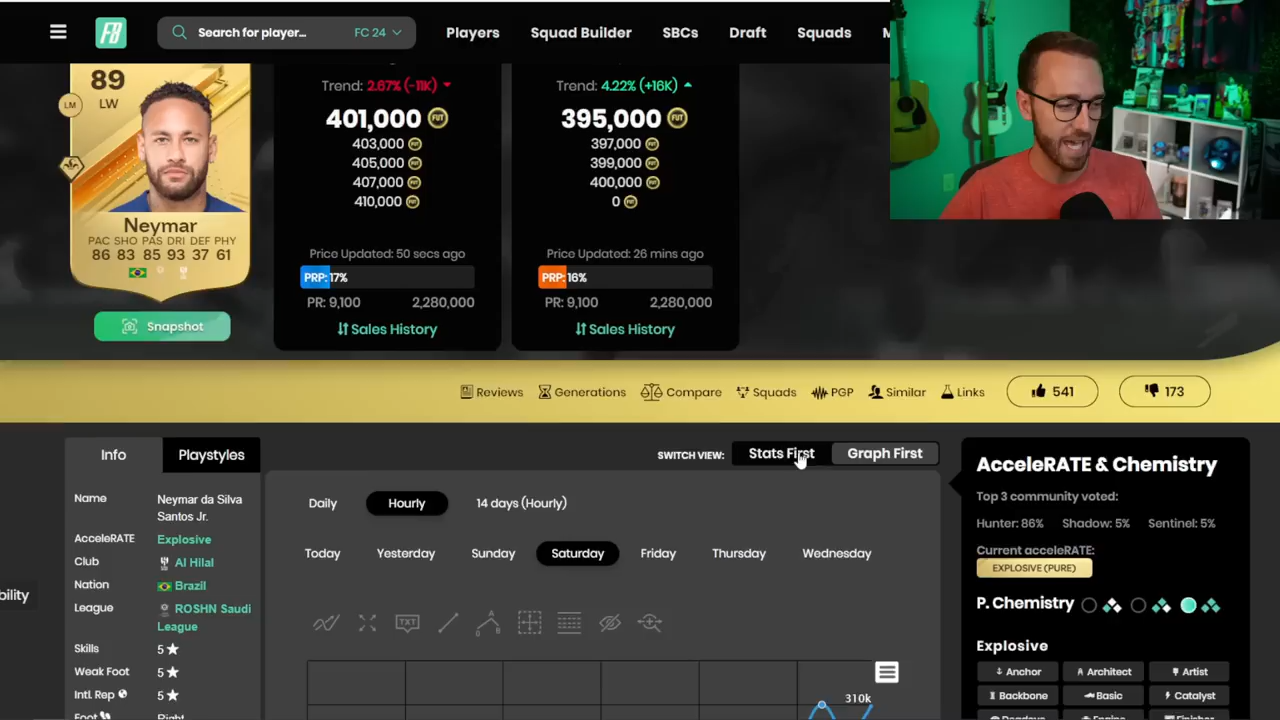 FB
Search for player...
FC 24
Players
Squad Builder
SBCs
Draft
Squads
89
LW
LM
Neymar
PAC SHO PAS DRI DEF PHY
86 83 85 93 37 61
Snapshot
Trend: 2.67% (-11K)
401,000
403,000
405,000
407,000
410,000
Price Updated: 50 secs ago
PRP: 17%
PR: 9,100 2,280,000
Sales History
Trend: 4.22% (+16K)
395,000
397,000
399,000
400,000
0
Price Updated: 26 mins ago
PRP: 16%
PR: 9,100 2,280,000
Sales History
Reviews
Generations
Compare
Squads
PGP
Similar
Links
541
173
bility
Info
Playstyles
Name Neymar da Silva
Santos Jr.
AcceleRATE Explosive
Club Al Hilal
Nation Brazil
League ROSHN Saudi
League
Skills 5
Weak Foot 5
Intl. Rep 5
Foot Right
SWITCH VIEW: Stats First Graph First
Daily Hourly 14 days (Hourly)
Today Yesterday Sunday Saturday Friday Thursday Wednesday
TXT
310k
AcceleRATE & Chemistry
Top 3 community voted:
Hunter: 86% Shadow: 5% Sentinel: 5%
Current acceleRATE:
EXPLOSIVE (PURE)
P. Chemistry
Explosive
Anchor Architect Artist
Backbone Basic Catalyst